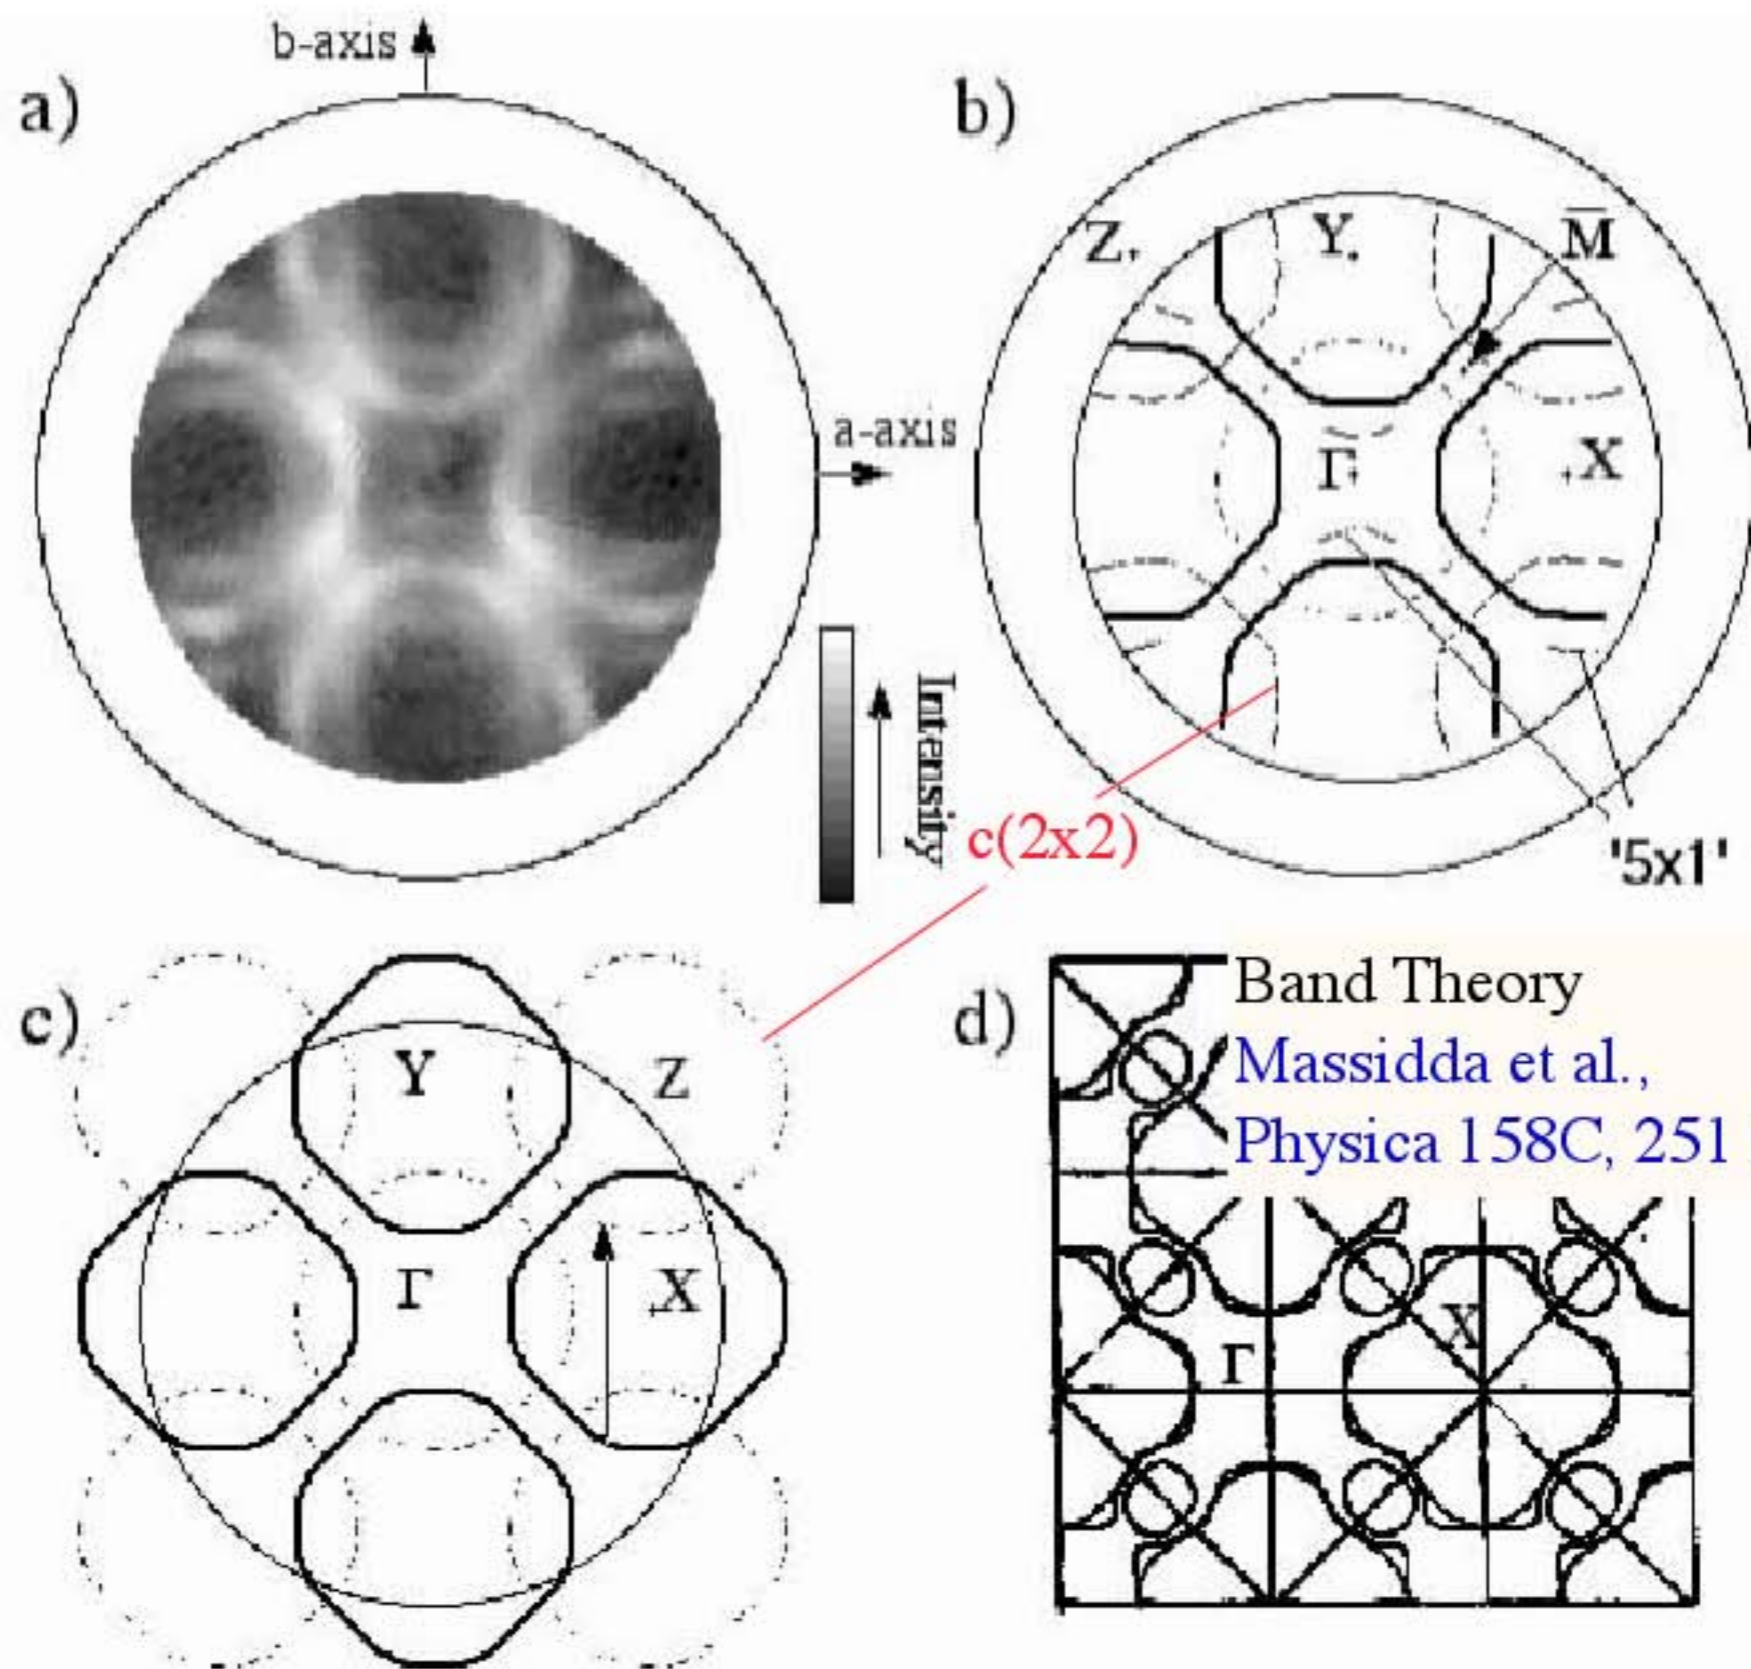 a)
b-axis
a-axis
Intensity
b)
Z
Y
M̅
Γ̅
X
c(2x2)
"5x1"
c)
Y
Z
Γ
X
d)
Band Theory
Massidda et al.,
Physica 158C, 251
Γ
X